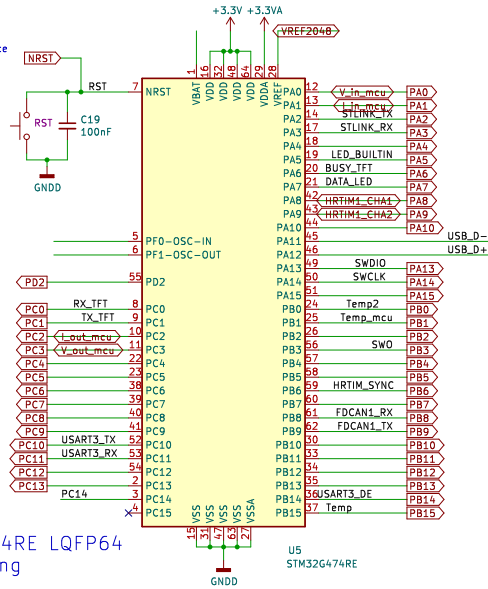 +3.3V +3.3VA
VREF2048
te
NRST
RST
RST
C19
100nF
GNDD
1 VBAT
16 VDD
32 VDD
48 VDD
64 VDD
29 VDDA
28 VREF
7 NRST
5 PF0-OSC-IN
6 PF1-OSC-OUT
PD2 55 PD2
PC0 RX_TFT 8 PC0
PC1 TX_TFT 9 PC1
PC2 I_out_mcu 10 PC2
PC3 V_out_mcu 11 PC3
PC4 22 PC4
PC5 23 PC5
PC6 38 PC6
PC7 39 PC7
PC8 40 PC8
PC9 41 PC9
PC10 USART3_TX 52 PC10
PC11 USART3_RX 53 PC11
PC12 54 PC12
PC13 2 PC13
PC14 3 PC14
4 PC15
PA0 12 V_in_mcu PA0
PA1 13 I_in_mcu PA1
PA2 14 STLINK_TX PA2
PA3 17 STLINK_RX PA3
PA4 18 PA4
PA5 19 LED_BUILTIN PA5
PA6 20 BUSY_TFT PA6
PA7 21 DATA_LED PA7
PA8 42 HRTIM1_CHA1 PA8
PA9 43 HRTIM1_CHA2 PA9
PA10 44 PA10
PA11 45 USB_D-
PA12 46 USB_D+
PA13 49 SWDIO PA13
PA14 50 SWCLK PA14
PA15 51 PA15
PB0 24 Temp2 PB0
PB1 25 Temp_mcu PB1
PB2 26 PB2
PB3 56 SWO PB3
PB4 57 PB4
PB5 58 PB5
PB6 59 HRTIM_SYNC PB6
PB7 60 PB7
PB8 61 FDCAN1_RX PB8
PB9 62 FDCAN1_TX PB9
PB10 30 PB10
PB11 33 PB11
PB12 34 PB12
PB13 35 PB13
PB14 36 USART3_DE PB14
PB15 37 Temp PB15
15 VSS
31 VSS
47 VSS
63 VSS
27 VSSA
GNDD
U5
STM32G474RE
4RE LQFP64
ng